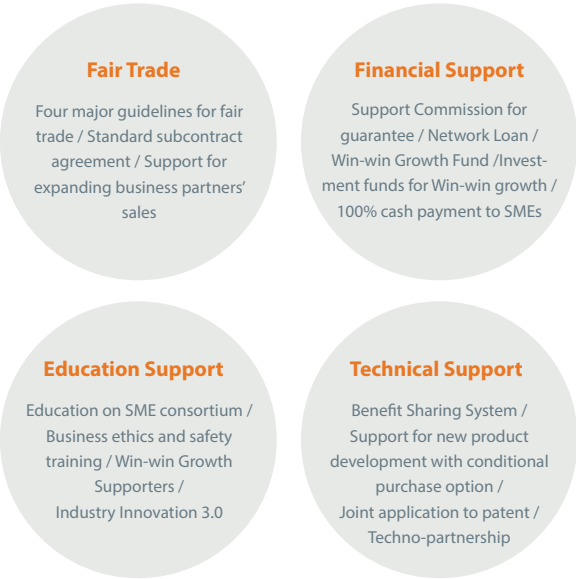 Fair Trade
Four major guidelines for fair
trade / Standard subcontract
agreement / Support for
expanding business partners’
sales
Financial Support
Support Commission for
guarantee / Network Loan /
Win-win Growth Fund /Invest-
ment funds for Win-win growth /
100% cash payment to SMEs
Education Support
Education on SME consortium /
Business ethics and safety
training / Win-win Growth
Supporters /
Industry Innovation 3.0
Technical Support
Benefit Sharing System /
Support for new product
development with conditional
purchase option /
Joint application to patent /
Techno-partnership